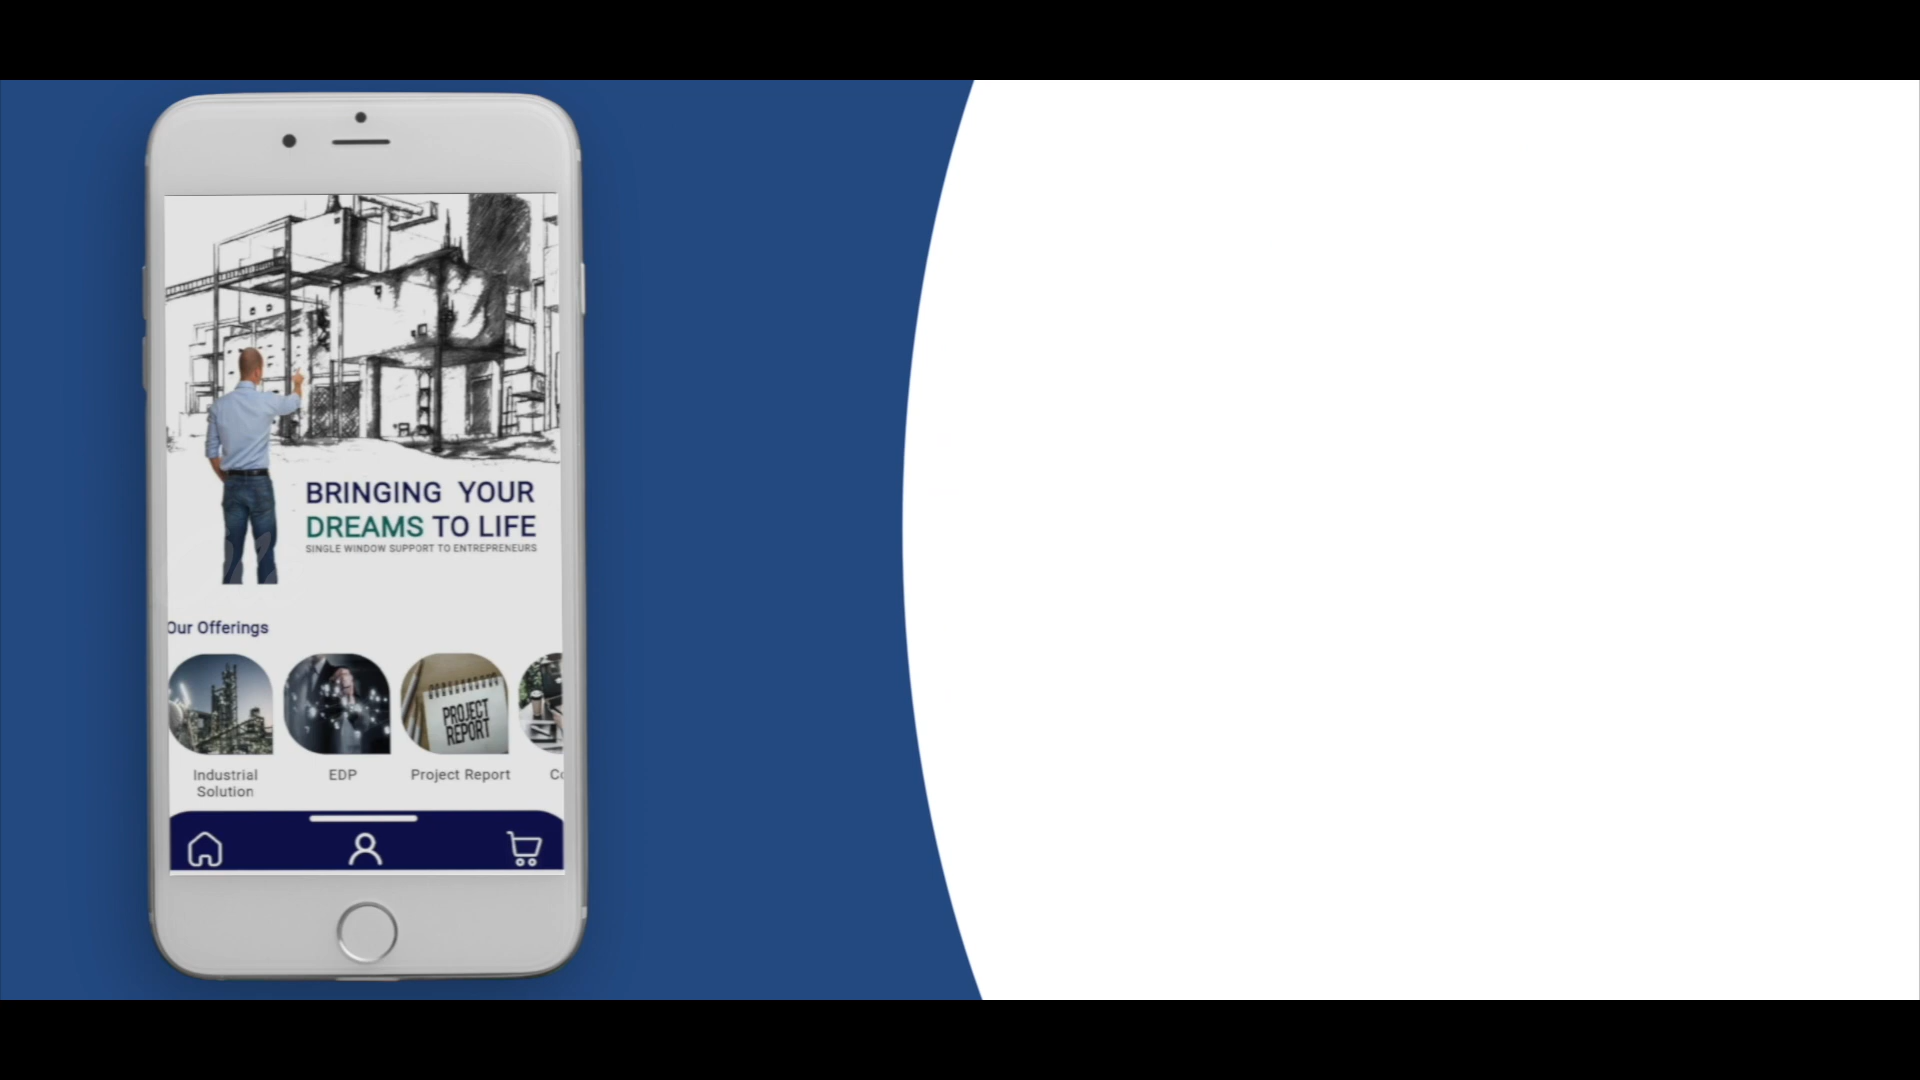 BRINGING YOUR
DREAMS TO LIFE
SINGLE WINDOW SUPPORT TO ENTREPRENEURS
Our Offerings
PROJECT
REPORT
Industrial
Solution
EDP
Project Report